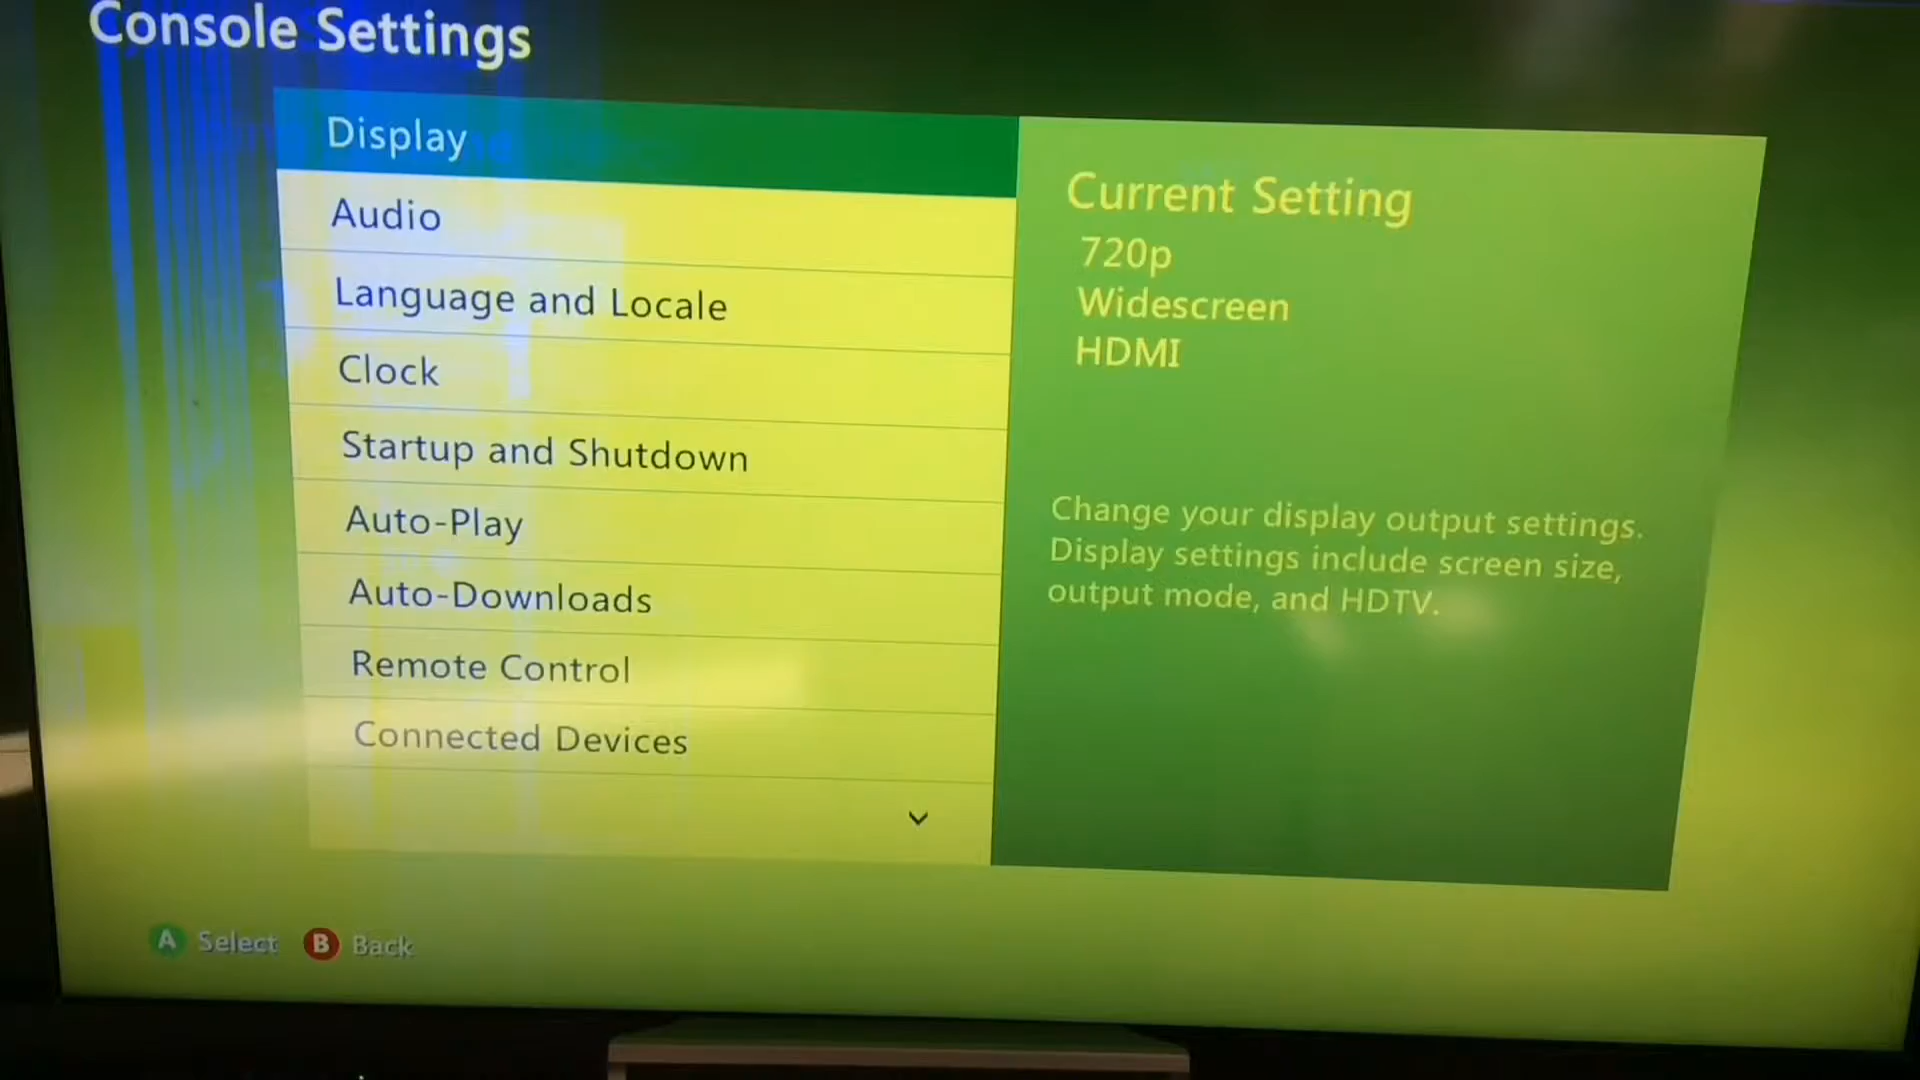 Console Settings
Display
Audio
Language and Locale
Clock
Startup and Shutdown
Auto-Play
Auto-Downloads
Remote Control
Connected Devices
Current Setting
720p
Widescreen
HDMI
Change your display output settings.
Display settings include screen size,
output mode, and HDTV.
A Select B Back